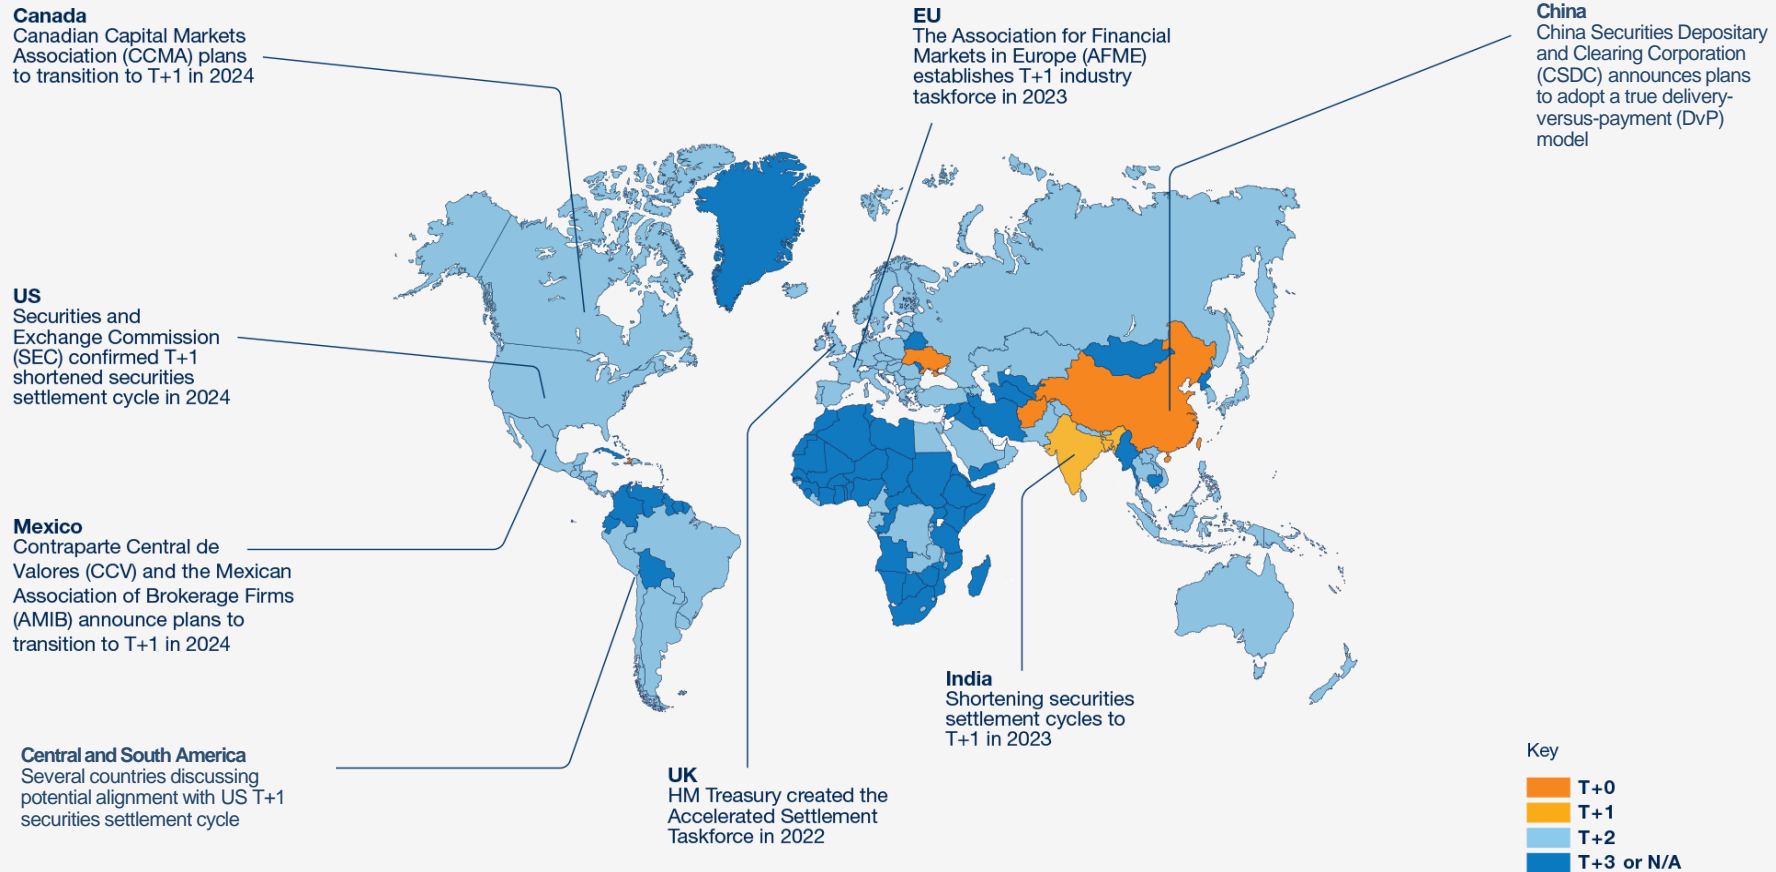 Canada
Canadian Capital Markets
Association (CCMA) plans
to transition to T+1 in 2024
EU
The Association for Financial
Markets in Europe (AFME)
establishes T+1 industry
taskforce in 2023
China
China Securities Depositary
and Clearing Corporation
(CSDC) announces plans
to adopt a true delivery-
versus-payment (DvP)
model
US
Securities and
Exchange Commission
(SEC) confirmed T+1
shortened securities
settlement cycle in 2024
Mexico
Contraparte Central de
Valores (CCV) and the Mexican
Association of Brokerage Firms
(AMIB) announce plans to
transition to T+1 in 2024
Central and South America
Several countries discussing
potential alignment with US T+1
securities settlement cycle
UK
HM Treasury created the
Accelerated Settlement
Taskforce in 2022
India
Shortening securities
settlement cycles to
T+1 in 2023
Key
T+0
T+1
T+2
T+3 or N/A